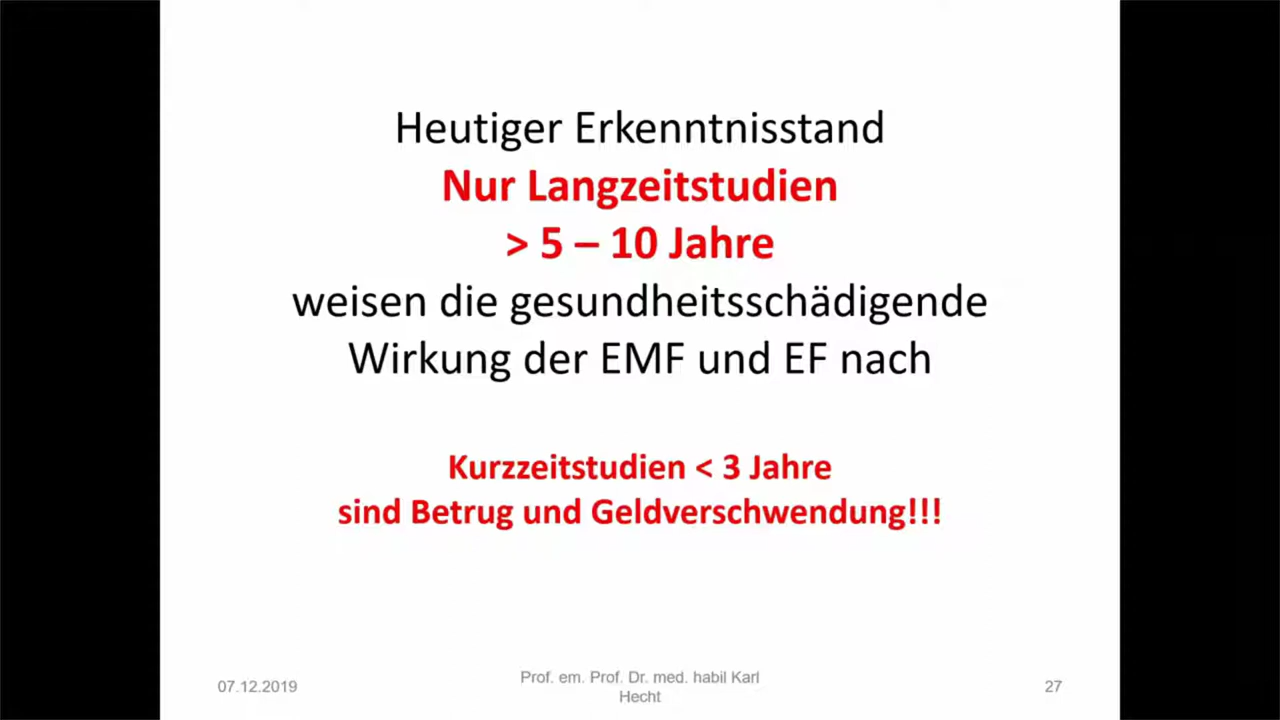 Heutiger Erkenntnisstand
Nur Langzeitstudien
> 5 – 10 Jahre
weisen die gesundheitsschädigende
Wirkung der EMF und EF nach
Kurzzeitstudien < 3 Jahre
sind Betrug und Geldverschwendung!!!
07.12.2019
Prof. em. Prof. Dr. med. habil Karl
Hecht
27